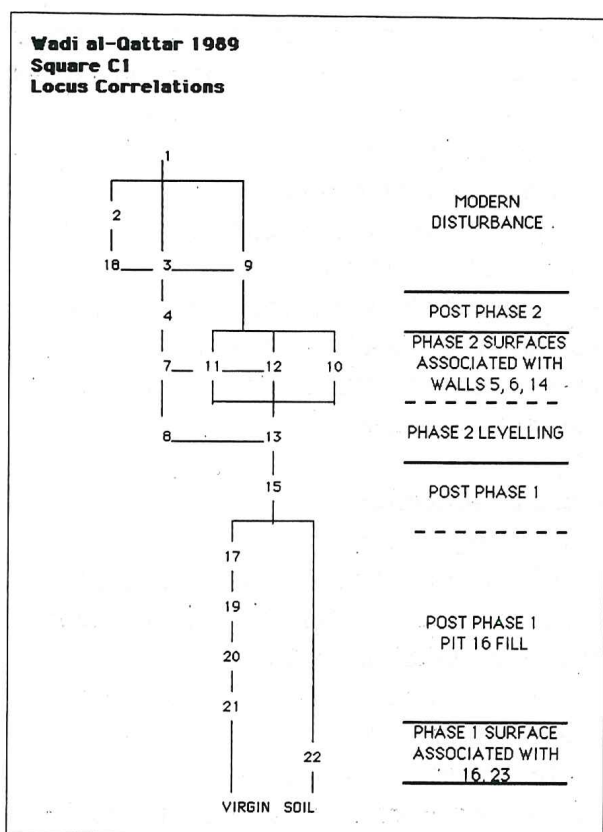 Wadi al-Qattar 1989
Square C1
Locus Correlations
1
2
MODERN
DISTURBANCE
18 3 9
4
POST PHASE 2
7 11 12 10
PHASE 2 SURFACES
ASSOCIATED WITH
WALLS 5, 6, 14
8 13
PHASE 2 LEVELLING
15
POST PHASE 1
17
19
20
21
POST PHASE 1
PIT 16 FILL
22
PHASE 1 SURFACE
ASSOCIATED WITH
16, 23
VIRGIN SOIL